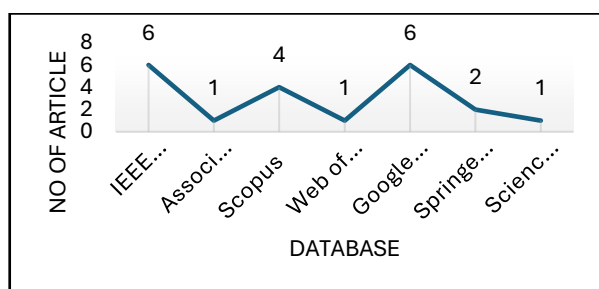 NO OF ARTICLE
8
6
4
2
0
6
1
4
1
6
2
1
IEEE...
Associ...
Scopus
Web of...
Google...
Springe...
Scienc...
DATABASE